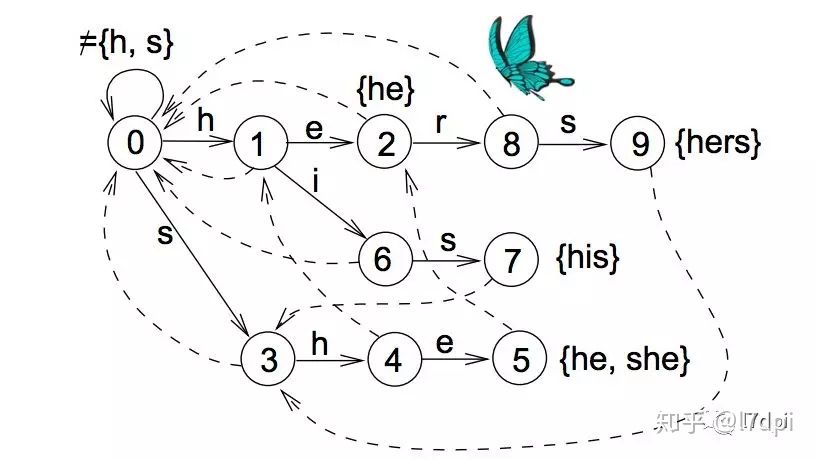 ≠{h, s}
{he}
h e r s
0 1 2 8 9 {hers}
i
s s
6 7 {his}
h e
3 4 5 {he, she}
知乎 @l7dpi